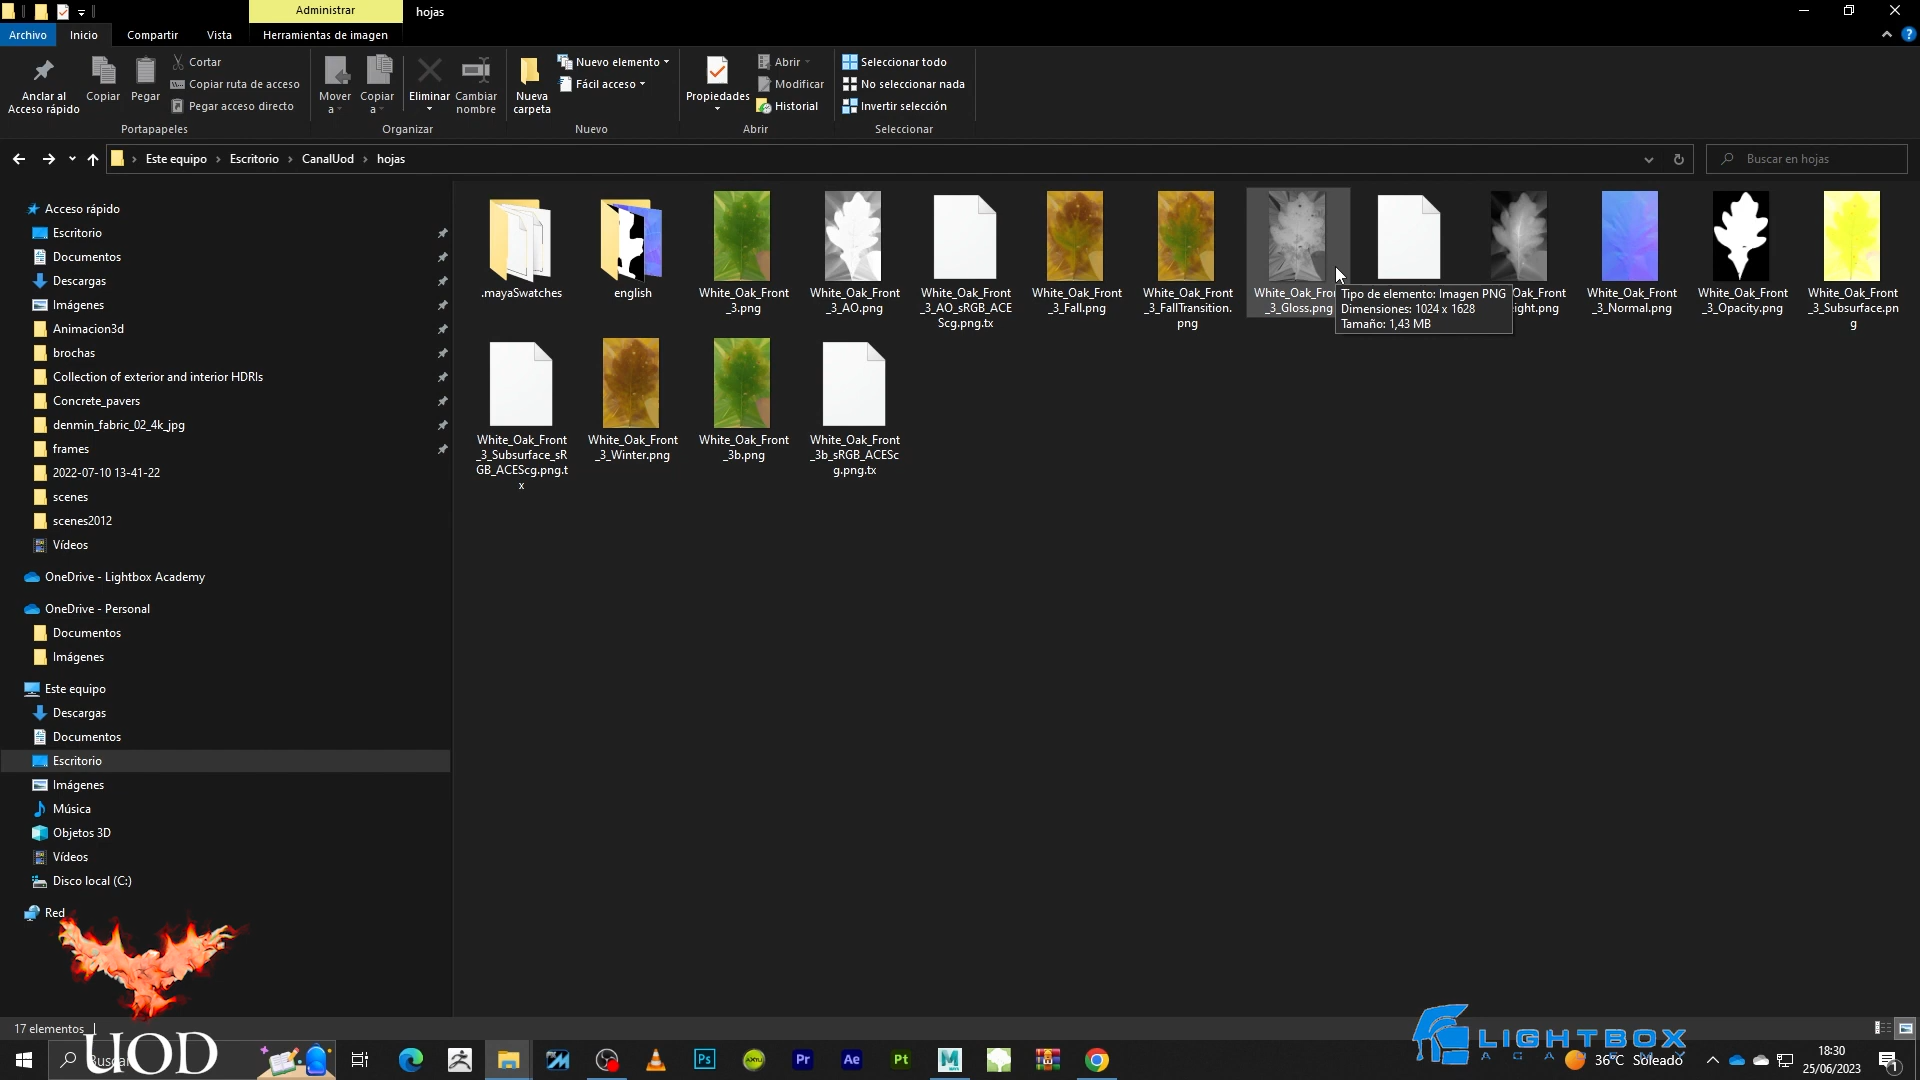 Administrar
hojas
Archivo
Inicio
Compartir
Vista
Herramientas de imagen
Anclar al
Acceso rápido
Copiar
Pegar
Cortar
Copiar ruta de acceso
Pegar acceso directo
Portapapeles
Mover
a
Copiar
a
Eliminar
Cambiar
nombre
Organizar
Nueva
carpeta
Nuevo elemento
Fácil acceso
Nuevo
Propiedades
Abrir
Modificar
Historial
Abrir
Seleccionar todo
No seleccionar nada
Invertir selección
Seleccionar
Este equipo > Escritorio > CanalUod > hojas
Buscar en hojas
Acceso rápido
Escritorio
Documentos
Descargas
Imágenes
Animacion3d
brochas
Collection of exterior and interior HDRIs
Concrete_pavers
denmin_fabric_02_4k_jpg
frames
2022-07-10 13-41-22
scenes
scenes2012
Vídeos
OneDrive - Lightbox Academy
OneDrive - Personal
Documentos
Imágenes
Este equipo
Descargas
Documentos
Escritorio
Imágenes
Música
Objetos 3D
Vídeos
Disco local (C:)
Red
.mayaSwatches
english
White_Oak_Front
_3.png
White_Oak_Front
_3_AO.png
White_Oak_Front
_3_AO_sRGB_ACE
Scg.png.tx
White_Oak_Front
_3_Fall.png
White_Oak_Front
_3_FallTransition.
png
White_Oak_Fro
_3_Gloss.png
Tipo de elemento: Imagen PNG
Dimensiones: 1024 x 1628
Tamaño: 1,43 MB
Oak_Front
ight.png
White_Oak_Front
_3_Normal.png
White_Oak_Front
_3_Opacity.png
White_Oak_Front
_3_Subsurface.pn
g
White_Oak_Front
_3_Subsurface_sR
GB_ACEScg.png.t
x
White_Oak_Front
_3_Winter.png
White_Oak_Front
_3b.png
White_Oak_Front
_3b_sRGB_ACESc
g.png.tx
17 elementos
Buscar
UOD
Ps
Pr
Ae
Pt
LIGHTBOX
ACADEMY
36°C Soleado
18:30
25/06/2023
1